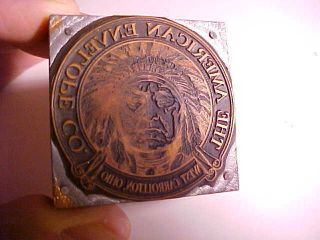 THE AMERICAN ENVELOPE CO.
WEST CARROLLTON, OHIO